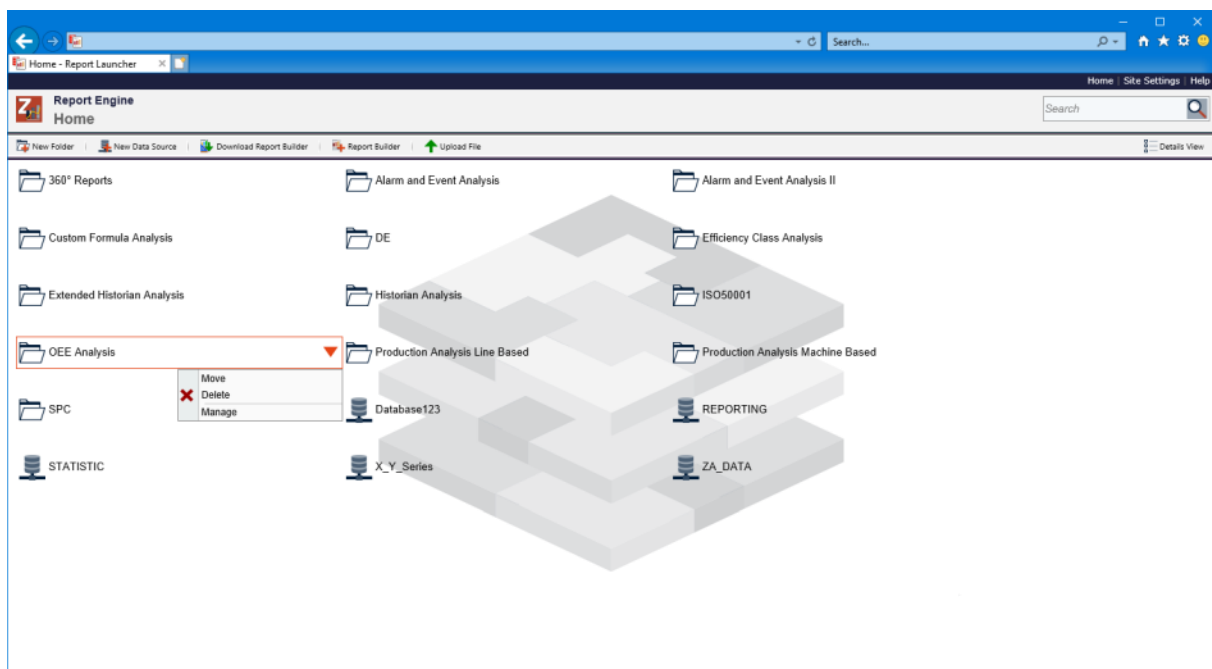 Search...
Home - Report Launcher
Home | Site Settings | Help
Report Engine
Home
Search
New Folder | New Data Source | Download Report Builder | Report Builder | Upload File
Details View
360° Reports
Alarm and Event Analysis
Alarm and Event Analysis II
Custom Formula Analysis
DE
Efficiency Class Analysis
Extended Historian Analysis
Historian Analysis
ISO50001
OEE Analysis
Production Analysis Line Based
Production Analysis Machine Based
Move
Delete
Manage
SPC
Database123
REPORTING
STATISTIC
X_Y_Series
ZA_DATA